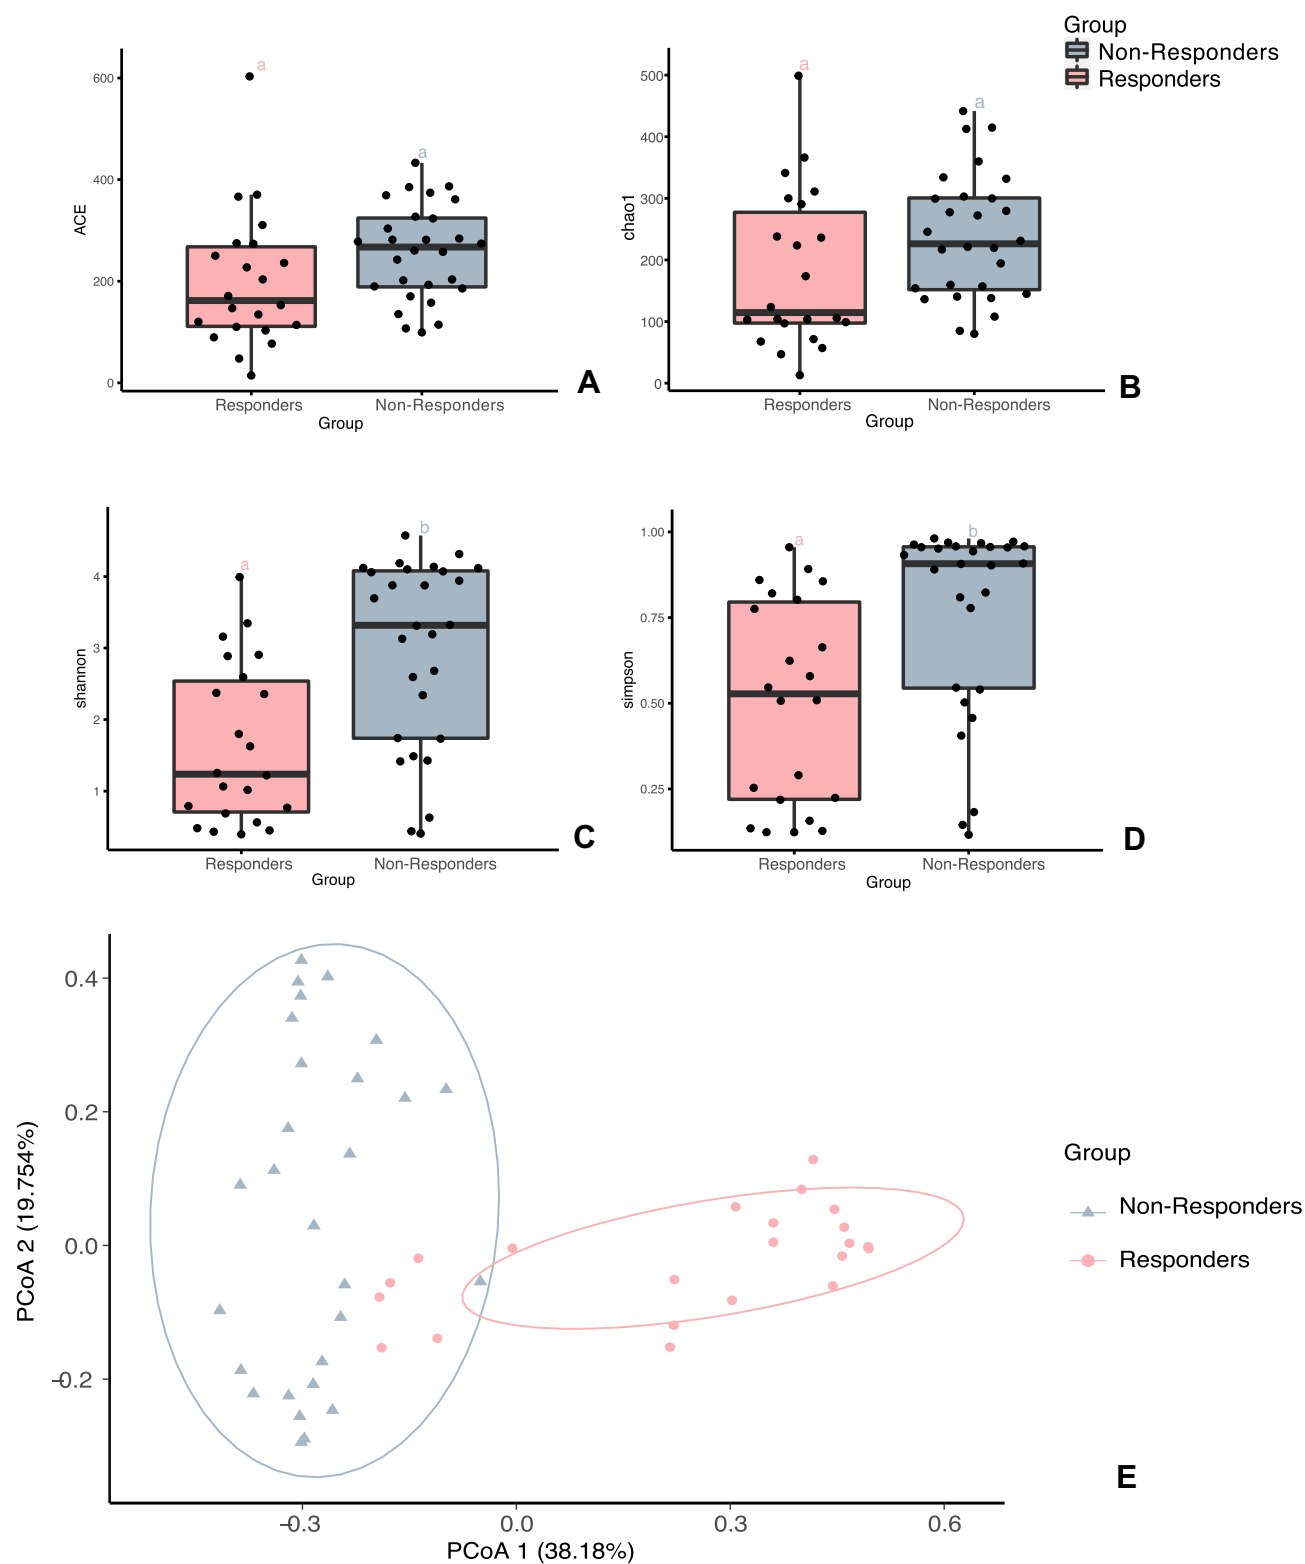 Group
Non-Responders
Responders
600
400
200
0
ACE
a
a
Responders
Non-Responders
Group
A
500
400
300
200
100
0
chao1
a
a
Responders
Non-Responders
Group
B
4
3
2
1
shannon
a
b
Responders
Non-Responders
Group
C
1.00
0.75
0.50
0.25
simpson
a
b
Responders
Non-Responders
Group
D
0.4
0.2
0.0
−0.2
PCoA 2 (19.754%)
−0.3
0.0
0.3
0.6
PCoA 1 (38.18%)
Group
Non-Responders
Responders
E